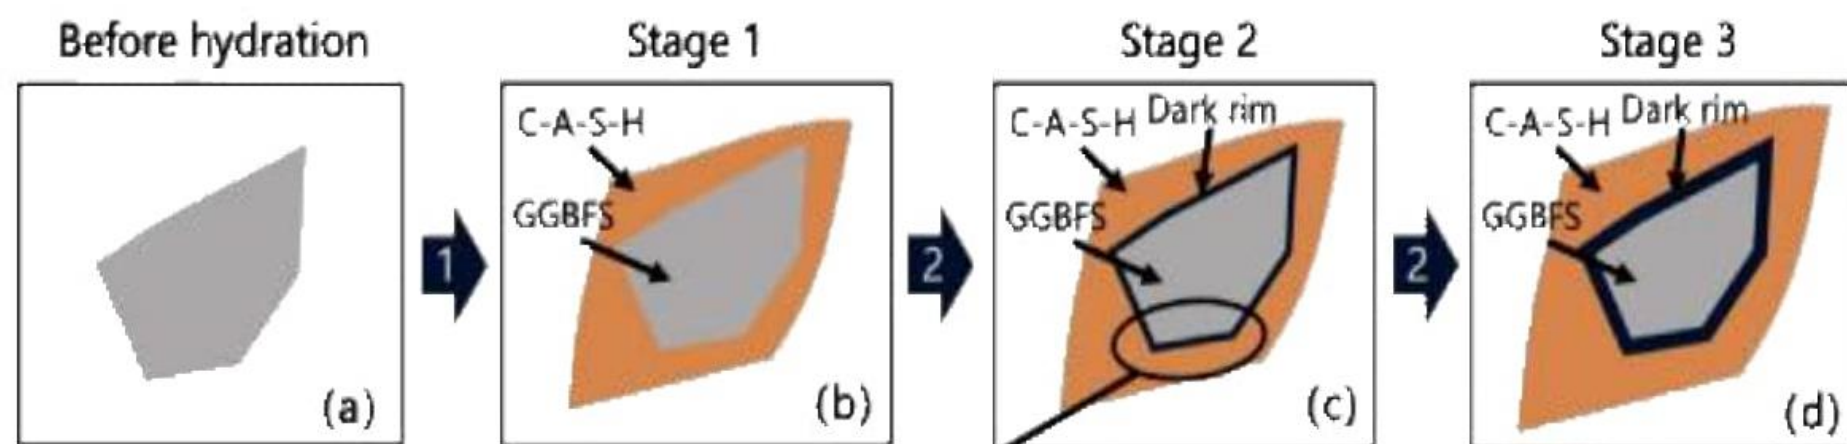 Before hydration
Stage 1
Stage 2
Stage 3
(a)
1
C-A-S-H
GGBFS
(b)
2
C-A-S-H Dark rim
GGBFS
(c)
2
C-A-S-H Dark rim
GGBFS
(d)